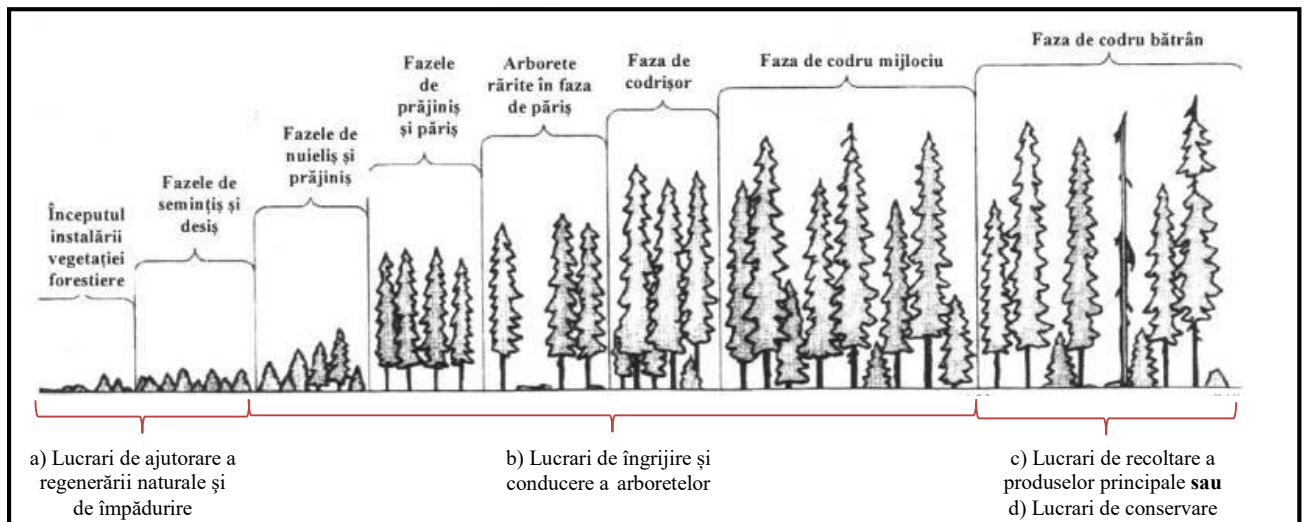 Începutul
instalării
vegetației
forestiere
Fazele de
semințiș și
desiș
Fazele de
nuieliș și
prăjiniș
Fazele
de
prăjiniș
și păriș
Arborete
rărite în faza
de păriș
Faza de
codrișor
Faza de codru mijlociu
Faza de codru bătrân
a) Lucrari de ajutorare a
regenerării naturale și
de împădurire
b) Lucrari de îngrijire și
conducere a arboretelor
c) Lucrari de recoltare a
produselor principale sau
d) Lucrari de conservare